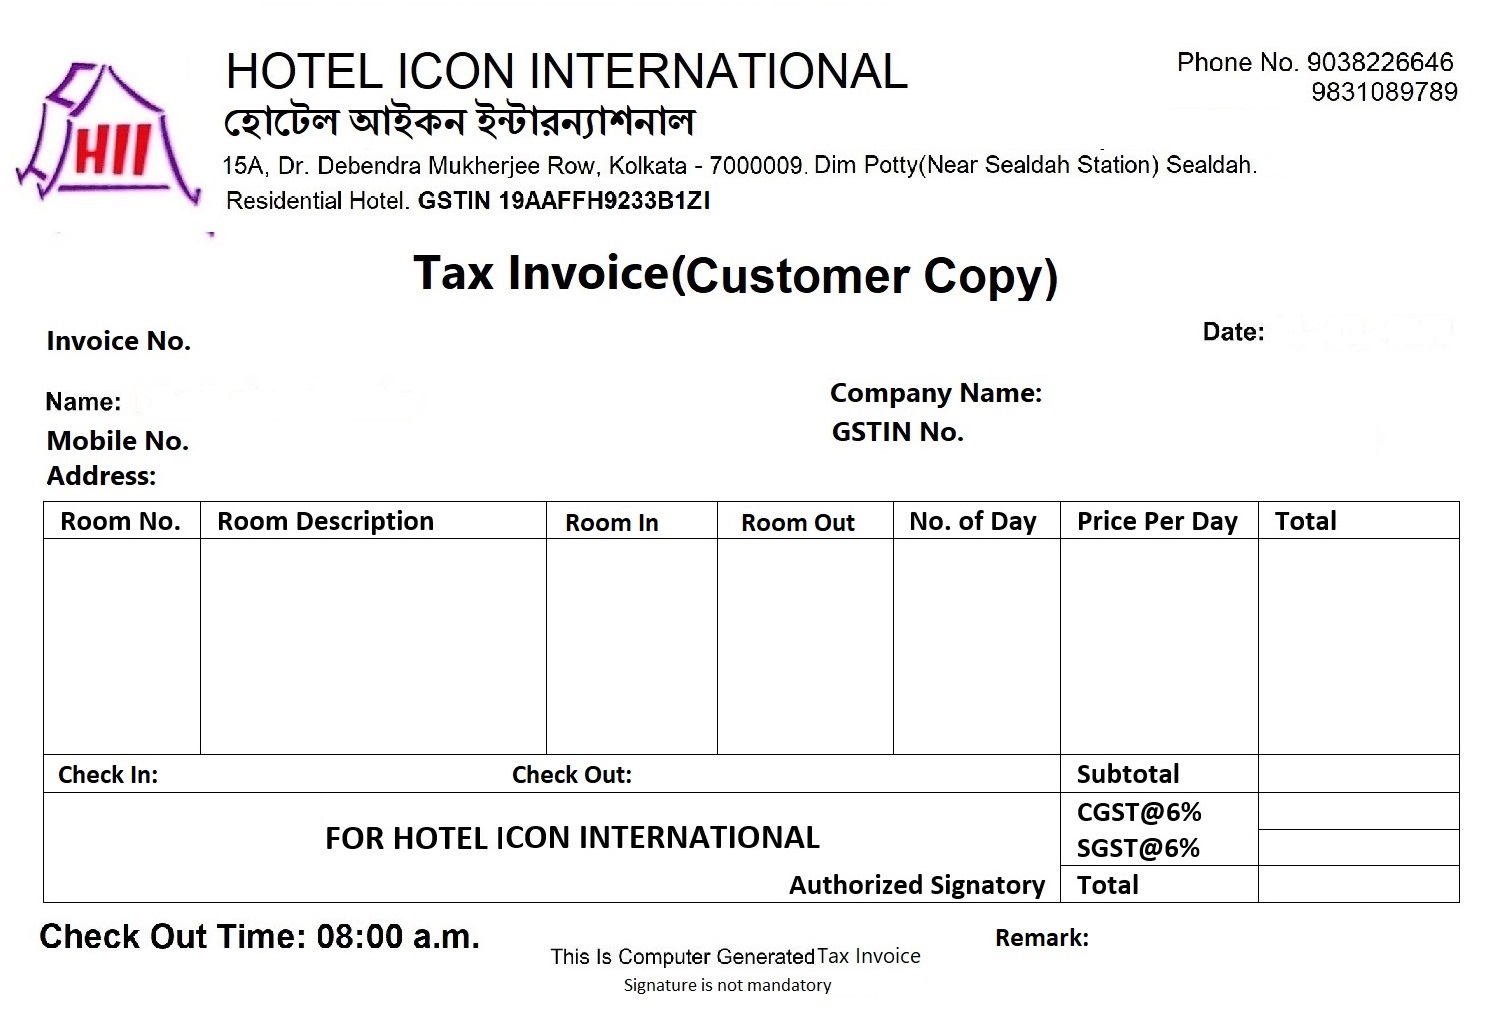 HII
HOTEL ICON INTERNATIONAL
হোটেল আইকন ইন্টারন্যাশনাল
15A, Dr. Debendra Mukherjee Row, Kolkata - 7000009. Dim Potty(Near Sealdah Station) Sealdah.
Residential Hotel. GSTIN 19AAFFH9233B1ZI
Phone No. 9038226646
9831089789
Tax Invoice(Customer Copy)
Invoice No.
Date:
Name:
Mobile No.
Address:
Company Name:
GSTIN No.
Room No. Room Description Room In Room Out No. of Day Price Per Day Total
Check In: Check Out: Subtotal
CGST@6%
FOR HOTEL ICON INTERNATIONAL
SGST@6%
Authorized Signatory Total
Check Out Time: 08:00 a.m.
This Is Computer Generated Tax Invoice
Signature is not mandatory
Remark: